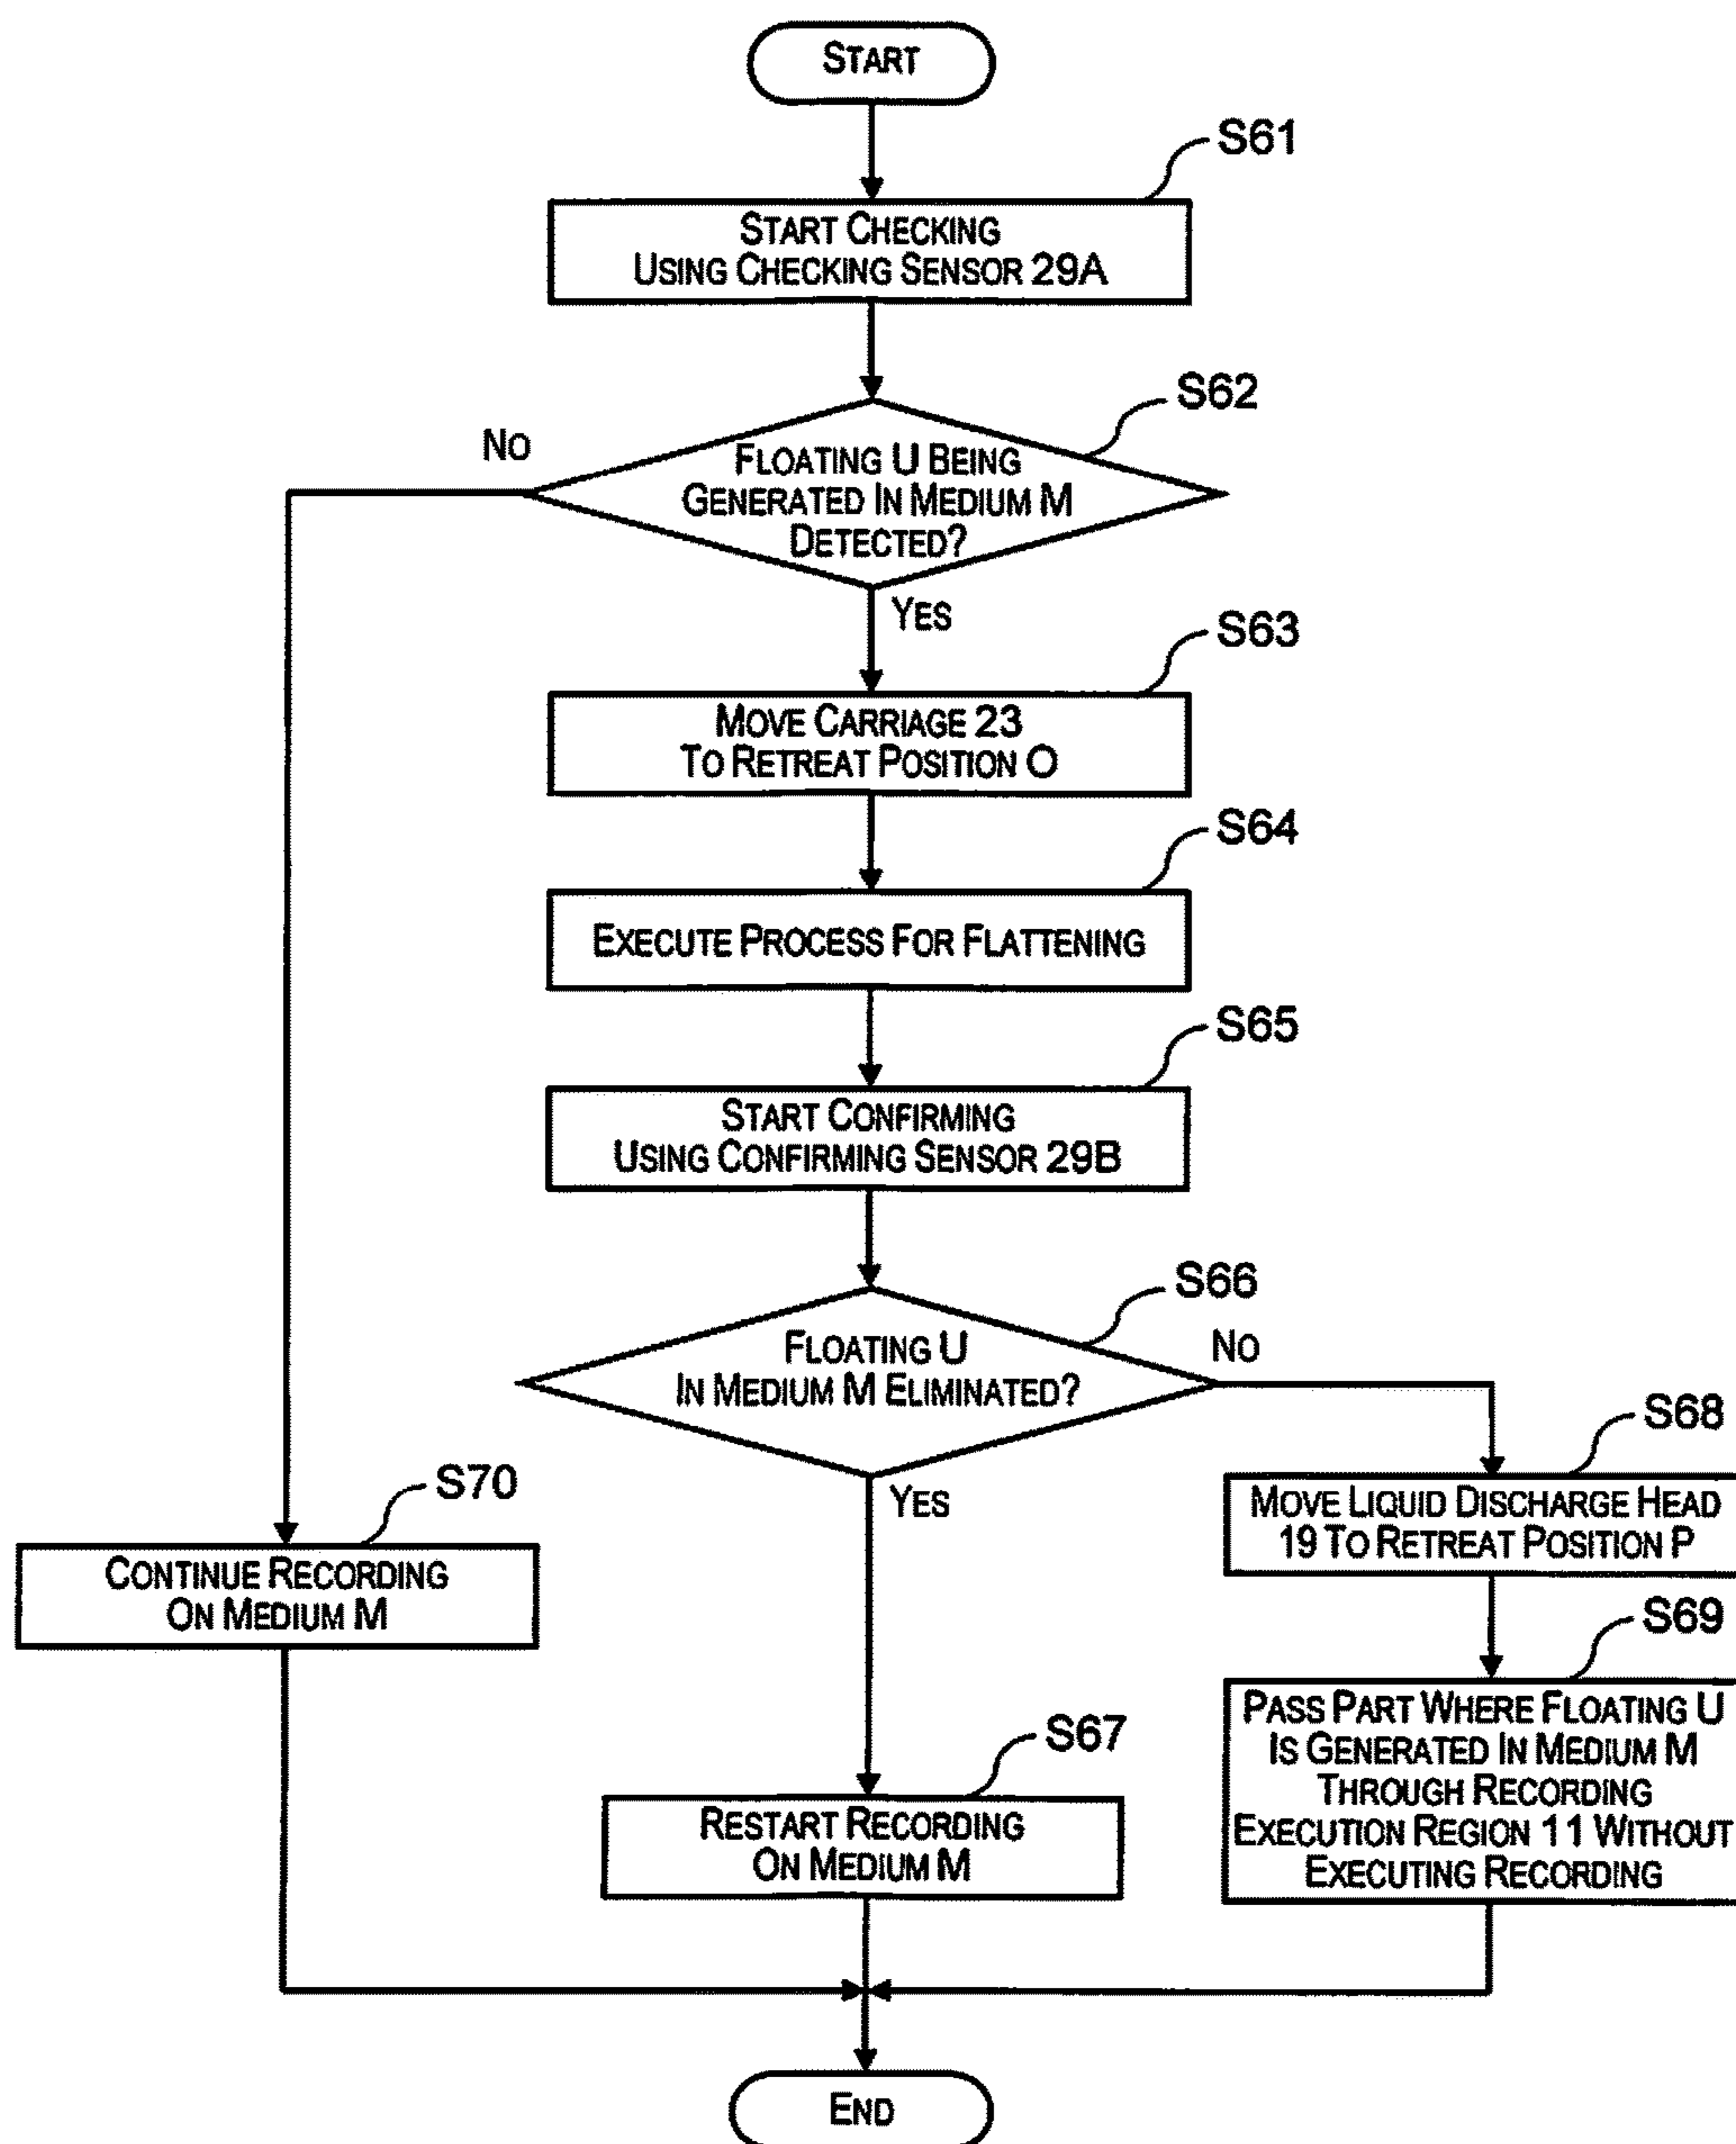 START
S61
START CHECKING
USING CHECKING SENSOR 29A
S62
NO
FLOATING U BEING
GENERATED IN MEDIUM M
DETECTED?
YES
S63
MOVE CARRIAGE 23
TO RETREAT POSITION O
S64
EXECUTE PROCESS FOR FLATTENING
S65
START CONFIRMING
USING CONFIRMING SENSOR 29B
S66
FLOATING U
IN MEDIUM M ELIMINATED?
NO
YES
S68
MOVE LIQUID DISCHARGE HEAD
19 TO RETREAT POSITION P
S70
CONTINUE RECORDING
ON MEDIUM M
S69
PASS PART WHERE FLOATING U
IS GENERATED IN MEDIUM M
THROUGH RECORDING
EXECUTION REGION 11 WITHOUT
EXECUTING RECORDING
S67
RESTART RECORDING
ON MEDIUM M
END